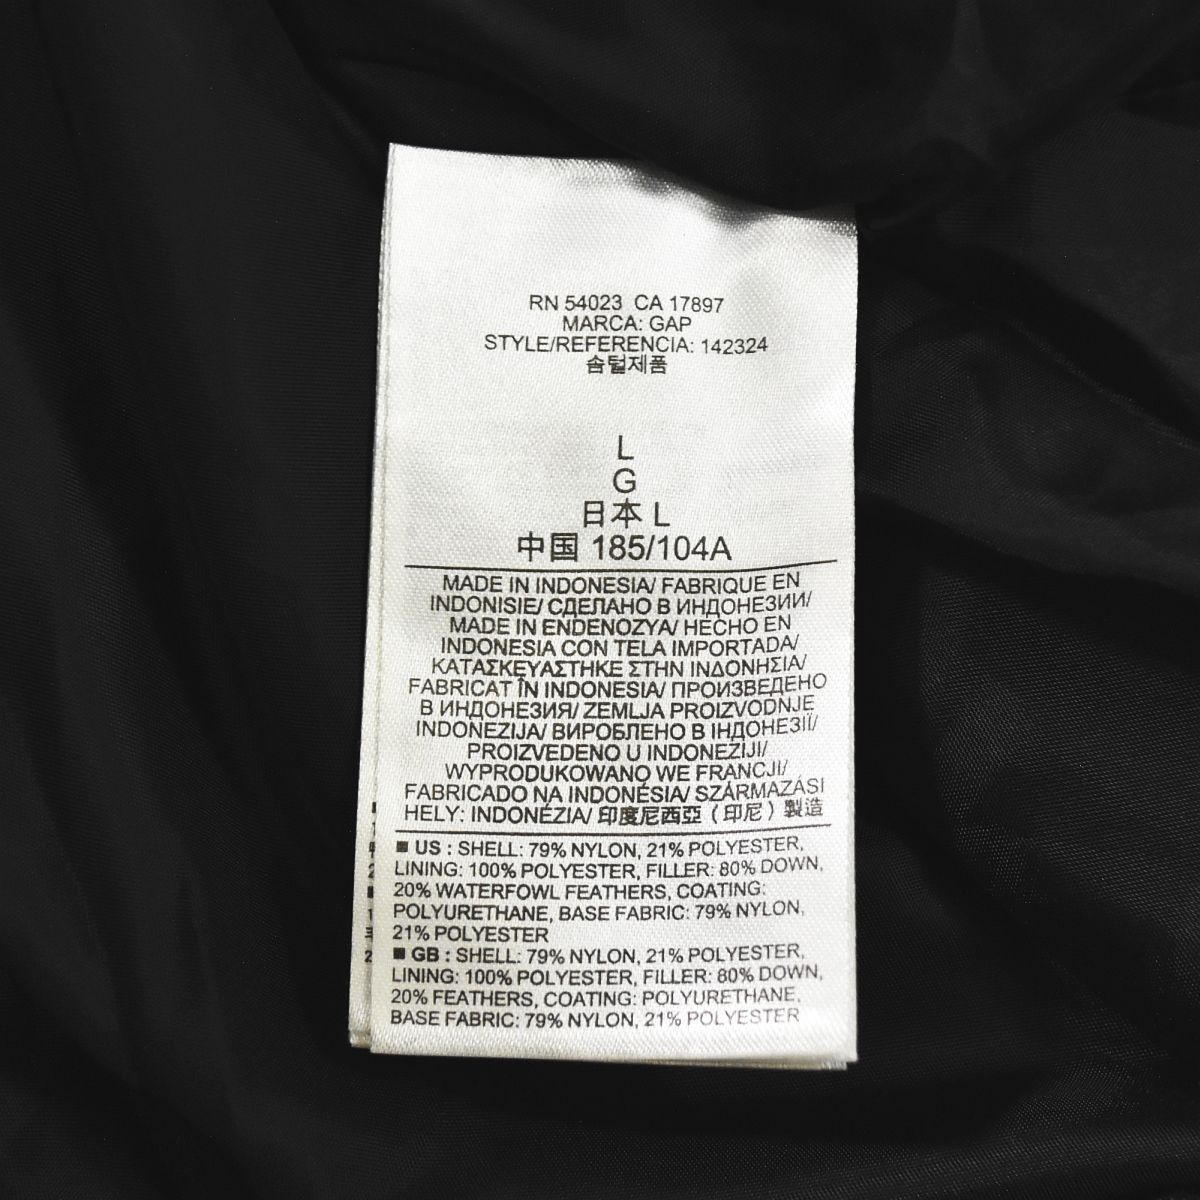 RN 54023 CA 17897
MARCA: GAP
STYLE/REFERENCIA: 142324
솜털제품
L
G
日本 L
中国 185/104A
MADE IN INDONESIA/ FABRIQUE EN
INDONISIE/ СДЕЛАНО В ИНДОНЕЗИИ/
MADE IN ENDENOZYA/ HECHO EN
INDONESIA CON TELA IMPORTADA/
ΚΑΤΑΣΚΕΥΑΣΤΗΚΕ ΣΤΗΝ ΙΝΔΟΝΗΣΙΑ/
FABRICAT ÎN INDONESIA/ ПРОИЗВЕДЕНО
В ИНДОНЕЗИЯ/ ZEMLJA PROIZVODNJE
INDONEZIJA/ ВИРОБЛЕНО В ІНДОНЕЗІЇ/
PROIZVEDENO U INDONEZIJI/
WYPRODUKOWANO WE FRANCJI/
FABRICADO NA INDONÉSIA/ SZÁRMAZÁSI
HELY: INDONÉZIA/ 印度尼西亞（印尼）製造
■ US : SHELL: 79% NYLON, 21% POLYESTER,
LINING: 100% POLYESTER, FILLER: 80% DOWN,
20% WATERFOWL FEATHERS, COATING:
POLYURETHANE, BASE FABRIC: 79% NYLON,
21% POLYESTER
■ GB : SHELL: 79% NYLON, 21% POLYESTER,
LINING: 100% POLYESTER, FILLER: 80% DOWN,
20% FEATHERS, COATING: POLYURETHANE,
BASE FABRIC: 79% NYLON, 21% POLYESTER